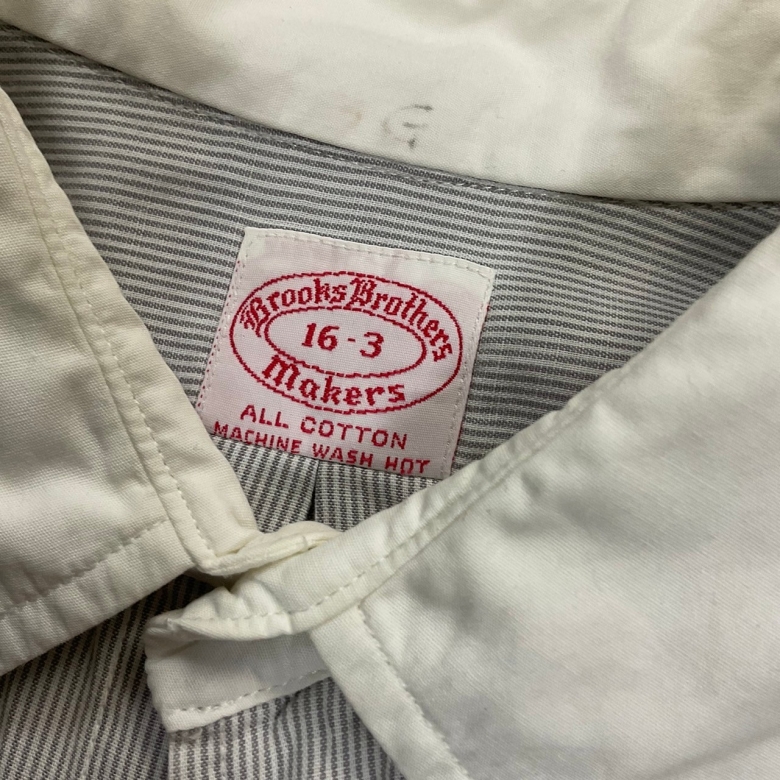 Brooks Brothers
16-3
Makers
ALL COTTON
MACHINE WASH HOT